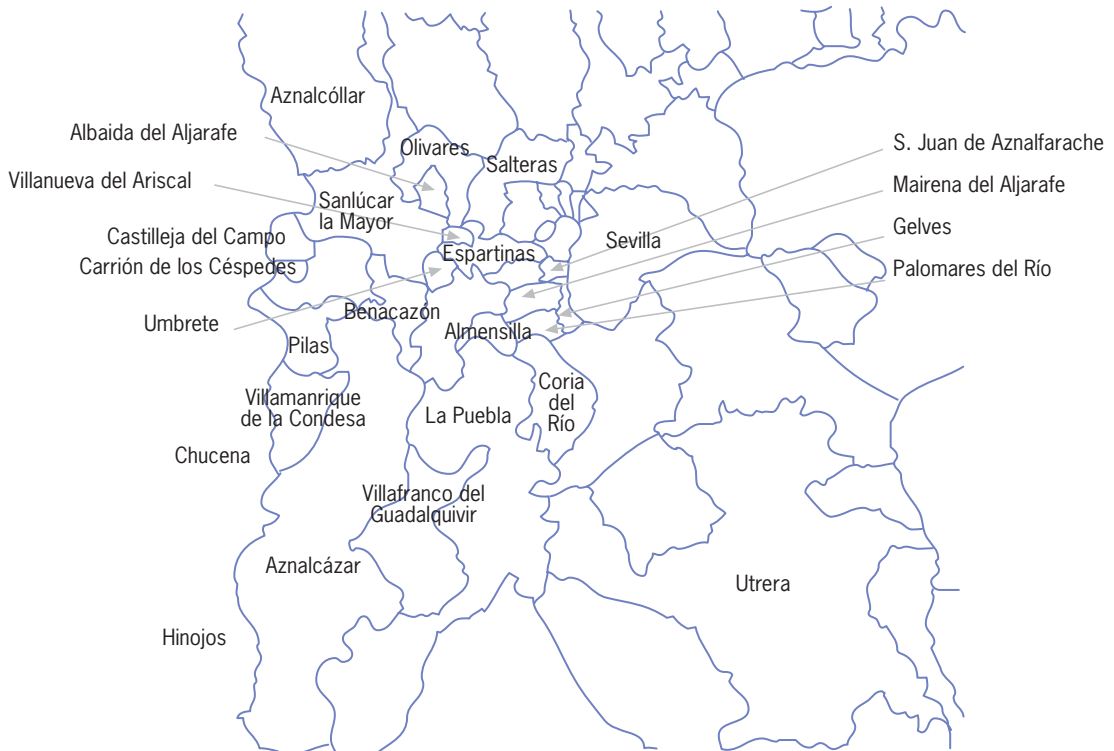 Aznalcóllar
Albaida del Aljarafe
Olivares
S. Juan de Aznalfarache
Salteras
Villanueva del Ariscal
Mairena del Aljarafe
Sanlúcar
la Mayor
Gelves
Castilleja del Campo
Sevilla
Espartinas
Carrión de los Céspedes
Palomares del Río
Benacazón
Umbrete
Almensilla
Pilas
Coria
del
Río
Villamanrique
de la Condesa
La Puebla
Chucena
Villafranco del
Guadalquivir
Aznalcázar
Utrera
Hinojos